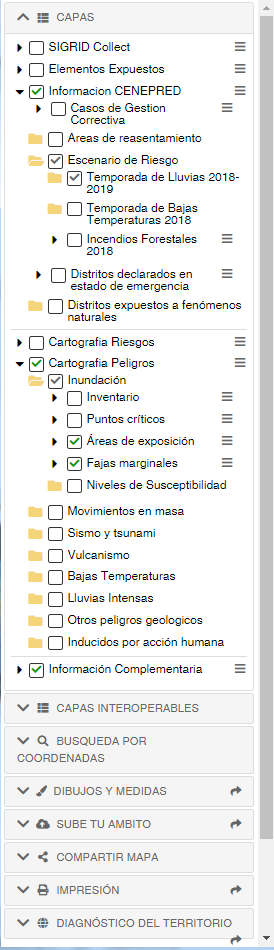 CAPAS
SIGRID Collect
Elementos Expuestos
Informacion CENEPRED
Casos de Gestion
Correctiva
Areas de reasentamiento
Escenario de Riesgo
Temporada de Lluvias 2018-
2019
Temporada de Bajas
Temperaturas 2018
Incendios Forestales
2018
Distritos declarados en
estado de emergencia
Distritos expuestos a fenómenos
naturales
Cartografia Riesgos
Cartografia Peligros
Inundación
Inventario
Puntos críticos
Áreas de exposición
Fajas marginales
Niveles de Susceptibilidad
Movimientos en masa
Sismo y tsunami
Vulcanismo
Bajas Temperaturas
Lluvias Intensas
Otros peligros geologicos
Inducidos por acción humana
Información Complementaria
CAPAS INTEROPERABLES
BUSQUEDA POR
COORDENADAS
DIBUJOS Y MEDIDAS
SUBE TU AMBITO
COMPARTIR MAPA
IMPRESIÓN
DIAGNÓSTICO DEL TERRITORIO